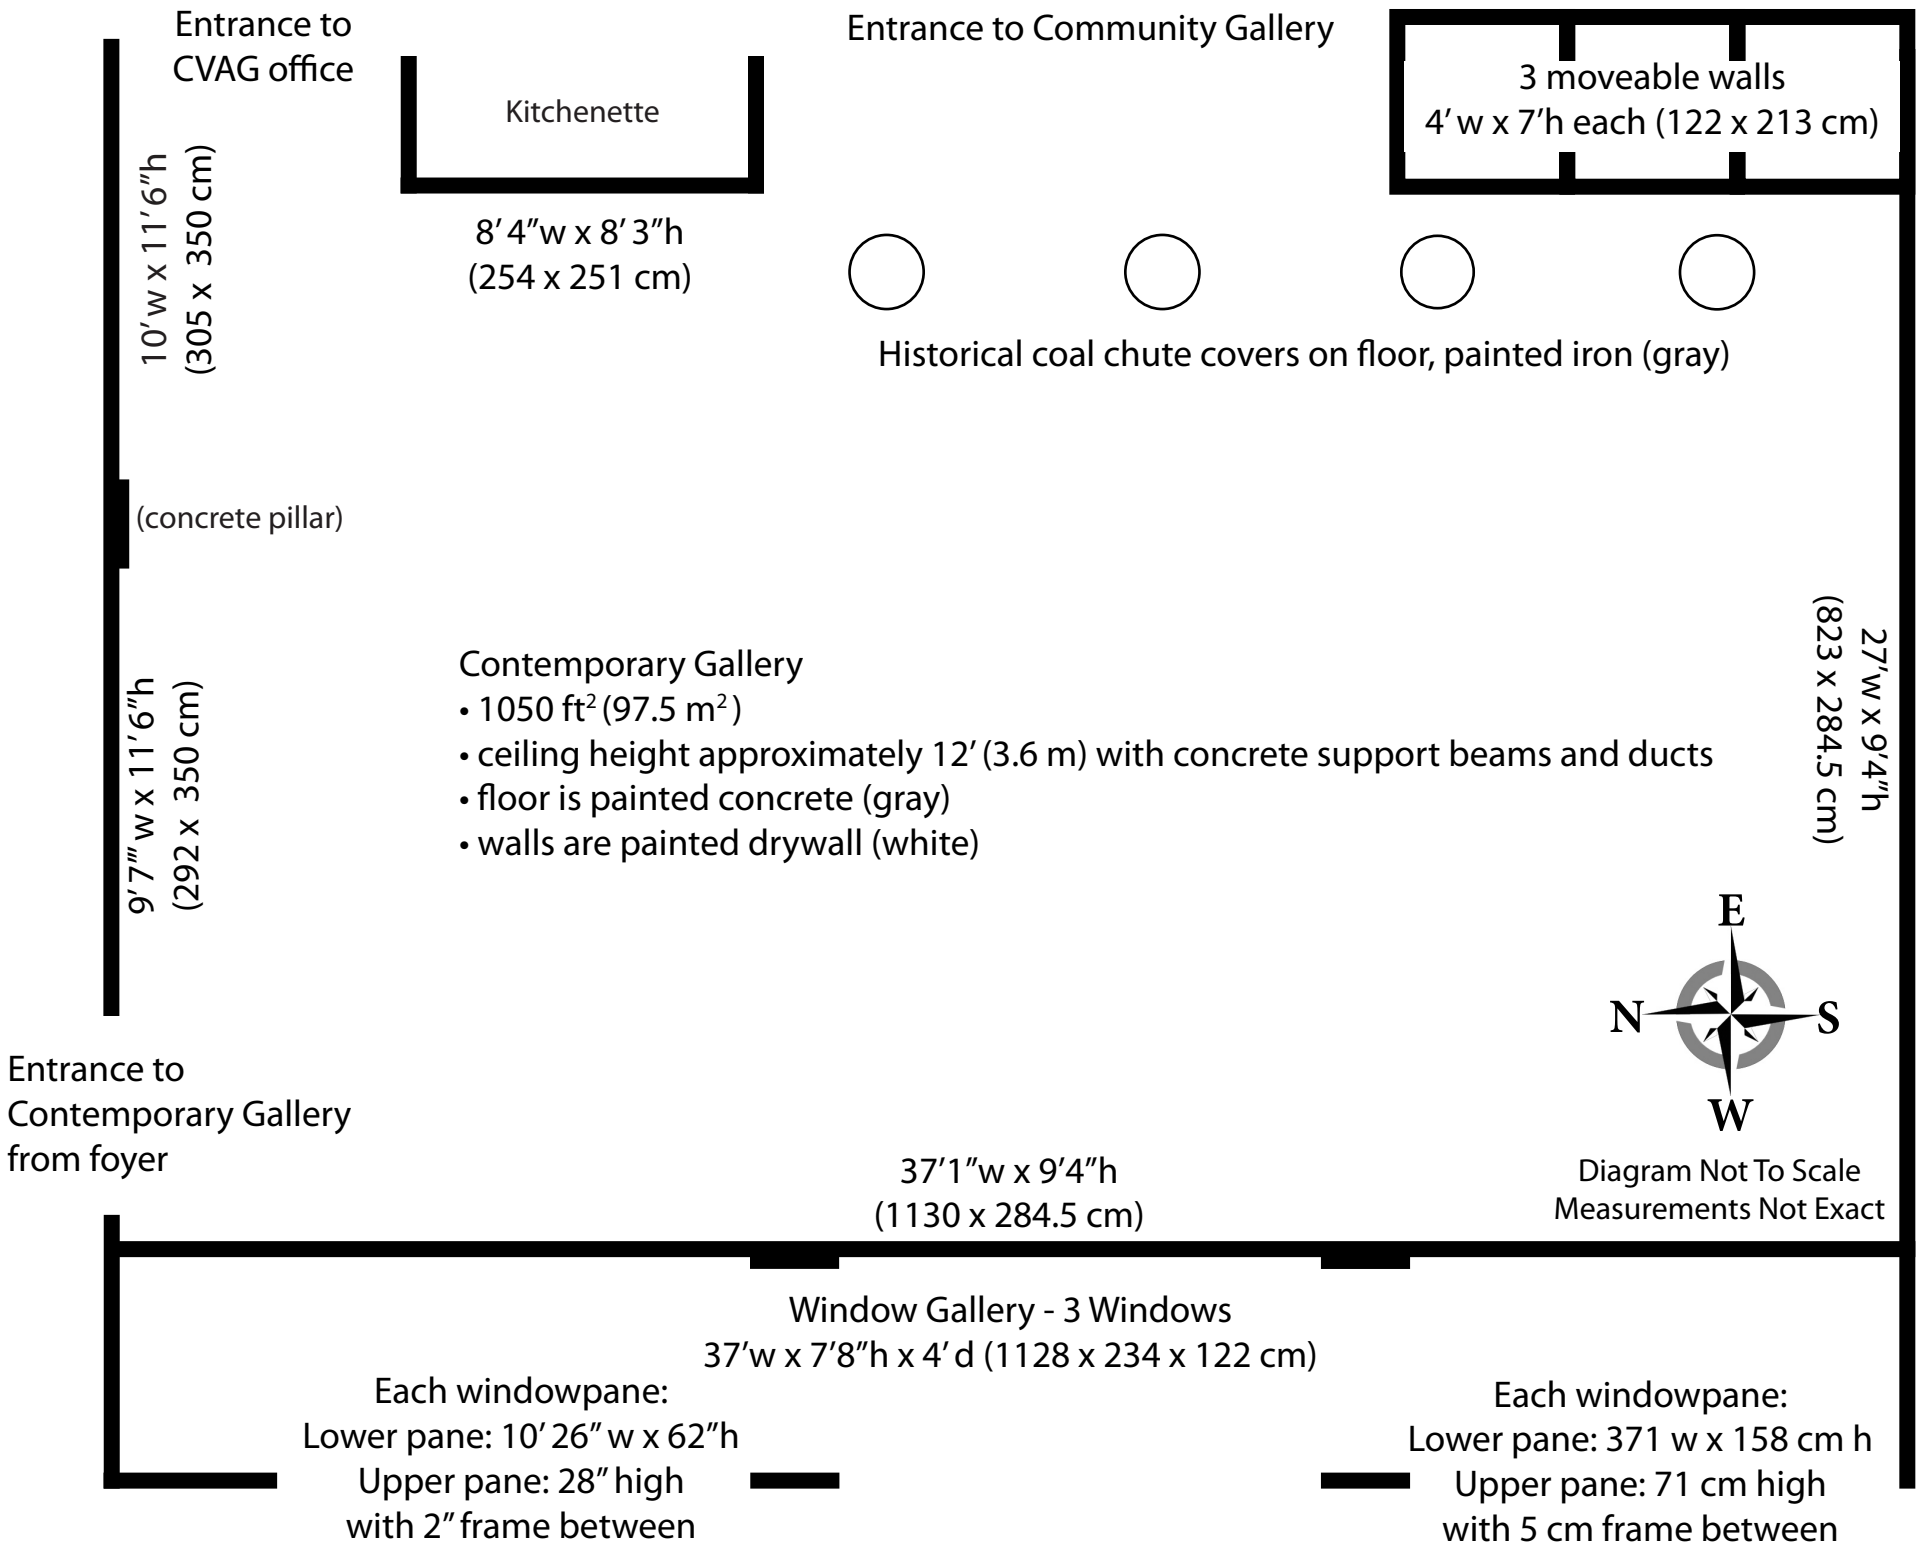 Entrance to
CVAG office
Entrance to Community Gallery
Kitchenette
3 moveable walls
4’ w x 7’h each (122 x 213 cm)
10’ w x 11’ 6”h
(305 x 350 cm)
8’ 4”w x 8’ 3”h
(254 x 251 cm)
Historical coal chute covers on floor, painted iron (gray)
(concrete pillar)
9’ 7”’ w x 11’ 6”h
(292 x 350 cm)
Contemporary Gallery
• 1050 ft² (97.5 m²)
• ceiling height approximately 12’ (3.6 m) with concrete support beams and ducts
• floor is painted concrete (gray)
• walls are painted drywall (white)
27’w x 9’4”h
(823 x 284.5 cm)
E
N
S
W
Entrance to
Contemporary Gallery
from foyer
37’1”w x 9’4”h
(1130 x 284.5 cm)
Diagram Not To Scale
Measurements Not Exact
Window Gallery - 3 Windows
37’w x 7’8”h x 4’ d (1128 x 234 x 122 cm)
Each windowpane:
Lower pane: 10’ 26” w x 62”h
Upper pane: 28” high
with 2” frame between
Each windowpane:
Lower pane: 371 w x 158 cm h
Upper pane: 71 cm high
with 5 cm frame between